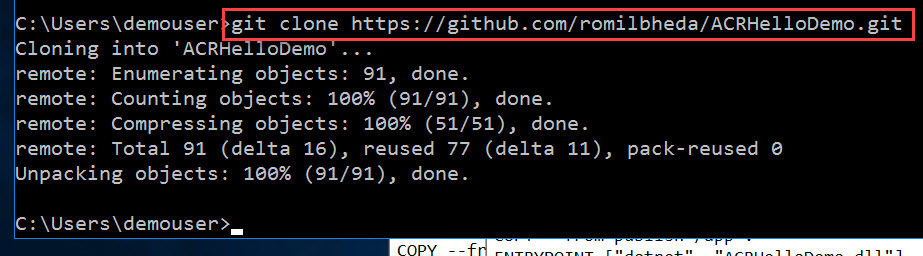 C:\Users\demouser>git clone https://github.com/romilbheda/ACRHelloDemo.git
Cloning into 'ACRHelloDemo'...
remote: Enumerating objects: 91, done.
remote: Counting objects: 100% (91/91), done.
remote: Compressing objects: 100% (51/51), done.
remote: Total 91 (delta 16), reused 77 (delta 11), pack-reused 0
Unpacking objects: 100% (91/91), done.
C:\Users\demouser>
COPY
ENTRYPOINT ["dotnet", "ACRHelloDemo.dll"]